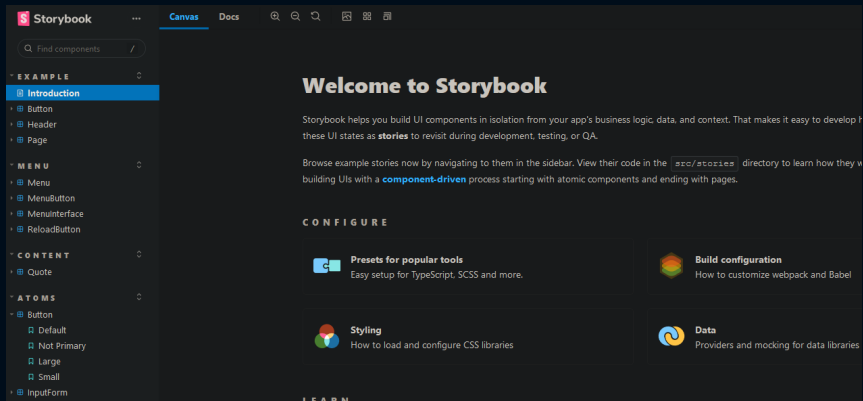 Storybook
Canvas
Docs
Find components
/
EXAMPLE
Introduction
Button
Header
Page
MENU
Menu
MenuButton
MenuInterface
ReloadButton
CONTENT
Quote
ATOMS
Button
Default
Not Primary
Large
Small
InputForm
Welcome to Storybook
Storybook helps you build UI components in isolation from your app's business logic, data, and context. That makes it easy to develop
these UI states as stories to revisit during development, testing, or QA.
Browse example stories now by navigating to them in the sidebar. View their code in the src/stories directory to learn how they
building UIs with a component-driven process starting with atomic components and ending with pages.
CONFIGURE
Presets for popular tools
Easy setup for TypeScript, SCSS and more.
Build configuration
How to customize webpack and Babel
Styling
How to load and configure CSS libraries
Data
Providers and mocking for data libraries
LEARN